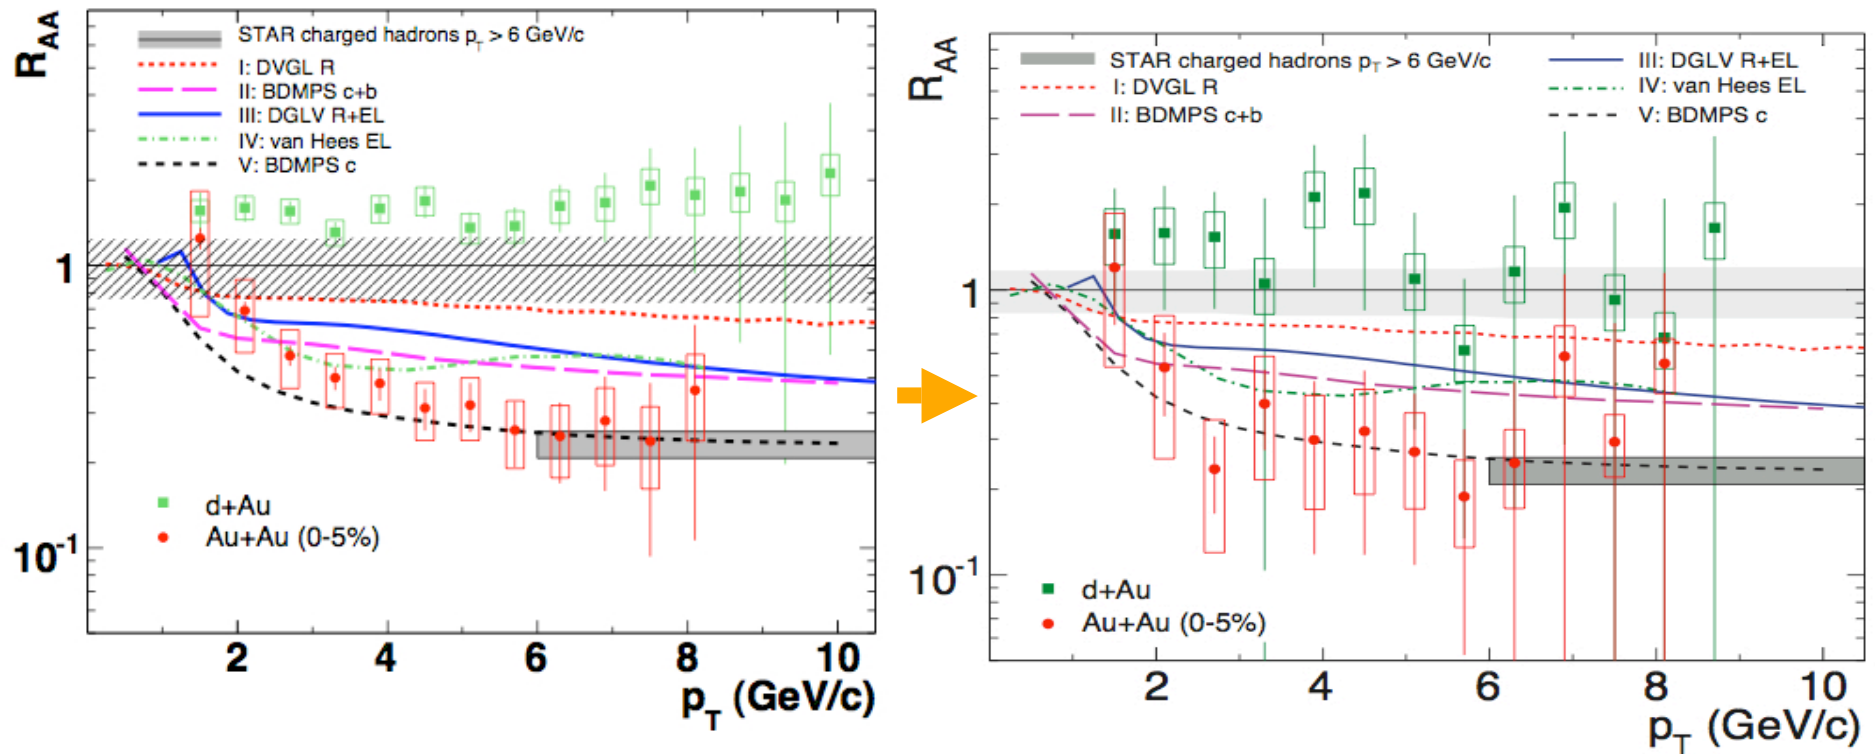 R_AA
STAR charged hadrons p_T > 6 GeV/c
I: DVGL R
II: BDMPS c+b
III: DGLV R+EL
IV: van Hees EL
V: BDMPS c
1
10^-1
d+Au
Au+Au (0-5%)
2 4 6 8 10
p_T (GeV/c)
R_AA
STAR charged hadrons p_T > 6 GeV/c
I: DVGL R
II: BDMPS c+b
III: DGLV R+EL
IV: van Hees EL
V: BDMPS c
1
10^-1
d+Au
Au+Au (0-5%)
2 4 6 8 10
p_T (GeV/c)